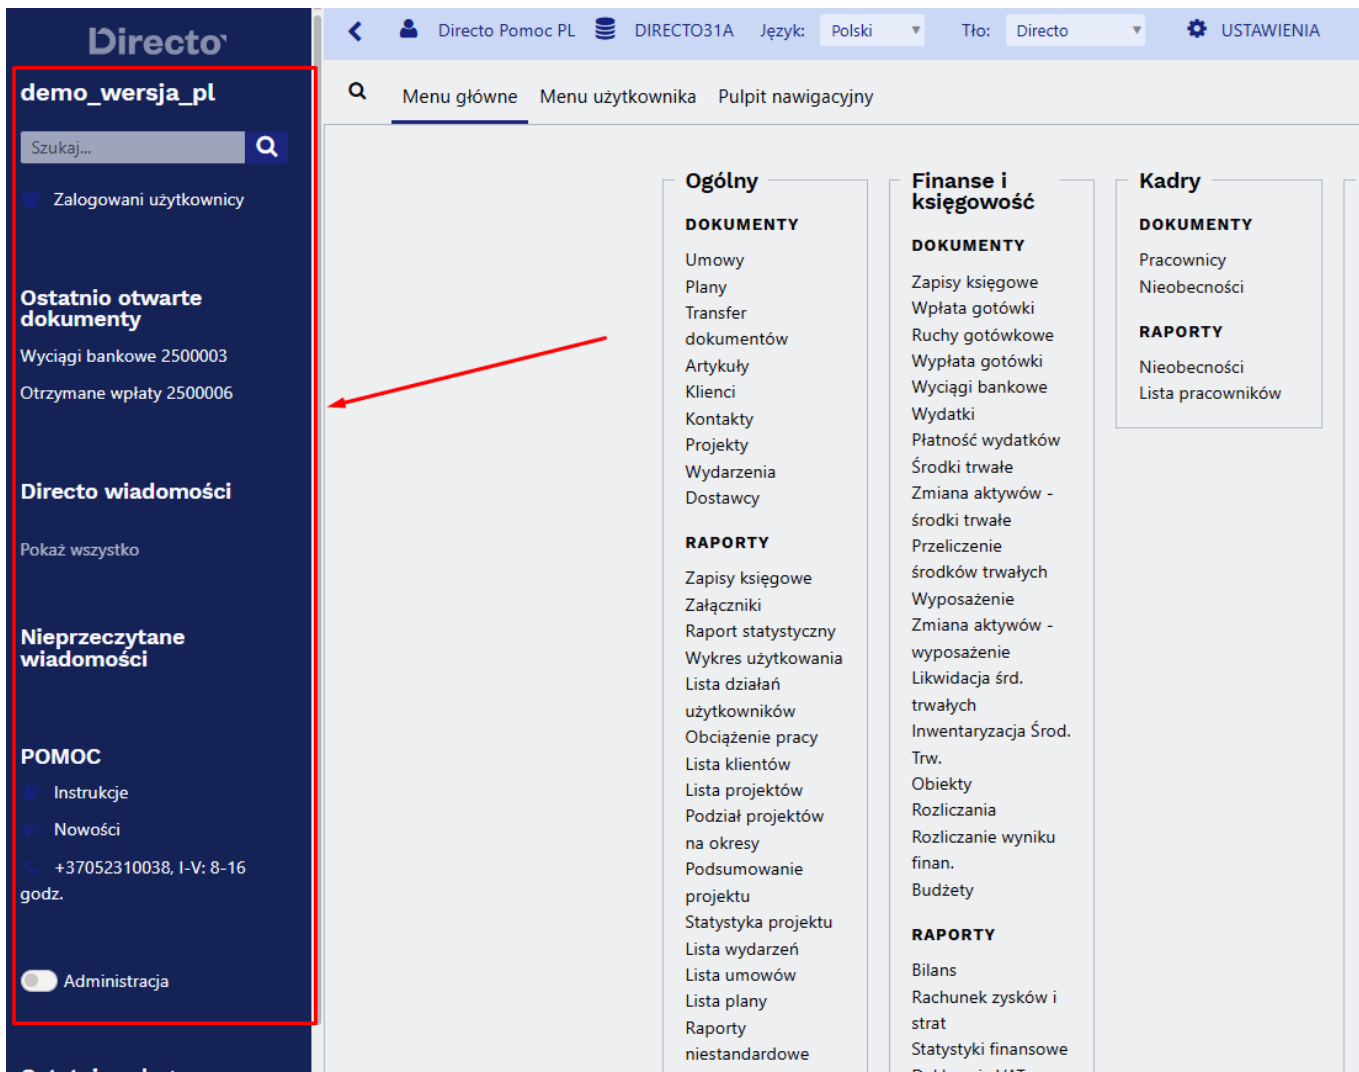 Directo
demo_wersja_pl
Szukaj...
Zalogowani użytkownicy
Ostatnio otwarte
dokumenty
Wyciągi bankowe 2500003
Otrzymane wpłaty 2500006
Directo wiadomości
Pokaż wszystko
Nieprzeczytane
wiadomości
POMOC
Instrukcje
Nowości
+37052310038, I-V: 8-16
godz.
Administracja
Directo Pomoc PL DIRECTO31A Język: Polski Tło: Directo USTAWIENIA
Menu główne Menu użytkownika Pulpit nawigacyjny
Ogólny
DOKUMENTY
Umowy
Plany
Transfer
dokumentów
Artykuły
Klienci
Kontakty
Projekty
Wydarzenia
Dostawcy
RAPORTY
Zapisy księgowe
Załączniki
Raport statystyczny
Wykres użytkowania
Lista działań
użytkowników
Obciążenie pracy
Lista klientów
Lista projektów
Podział projektów
na okresy
Podsumowanie
projektu
Statystyka projektu
Lista wydarzeń
Lista umowów
Lista plany
Raporty
niestandardowe
Finanse i
księgowość
DOKUMENTY
Zapisy księgowe
Wpłata gotówki
Ruchy gotówkowe
Wypłata gotówki
Wyciągi bankowe
Wydatki
Płatność wydatków
Środki trwałe
Zmiana aktywów -
środki trwałe
Przeliczenie
środków trwałych
Wyposażenie
Zmiana aktywów -
wyposażenie
Likwidacja śrd.
trwałych
Inwentaryzacja Środ.
Trw.
Obiekty
Rozliczania
Rozliczanie wyniku
finan.
Budżety
RAPORTY
Bilans
Rachunek zysków i
strat
Statystyki finansowe
Kadry
DOKUMENTY
Pracownicy
Nieobecności
RAPORTY
Nieobecności
Lista pracowników